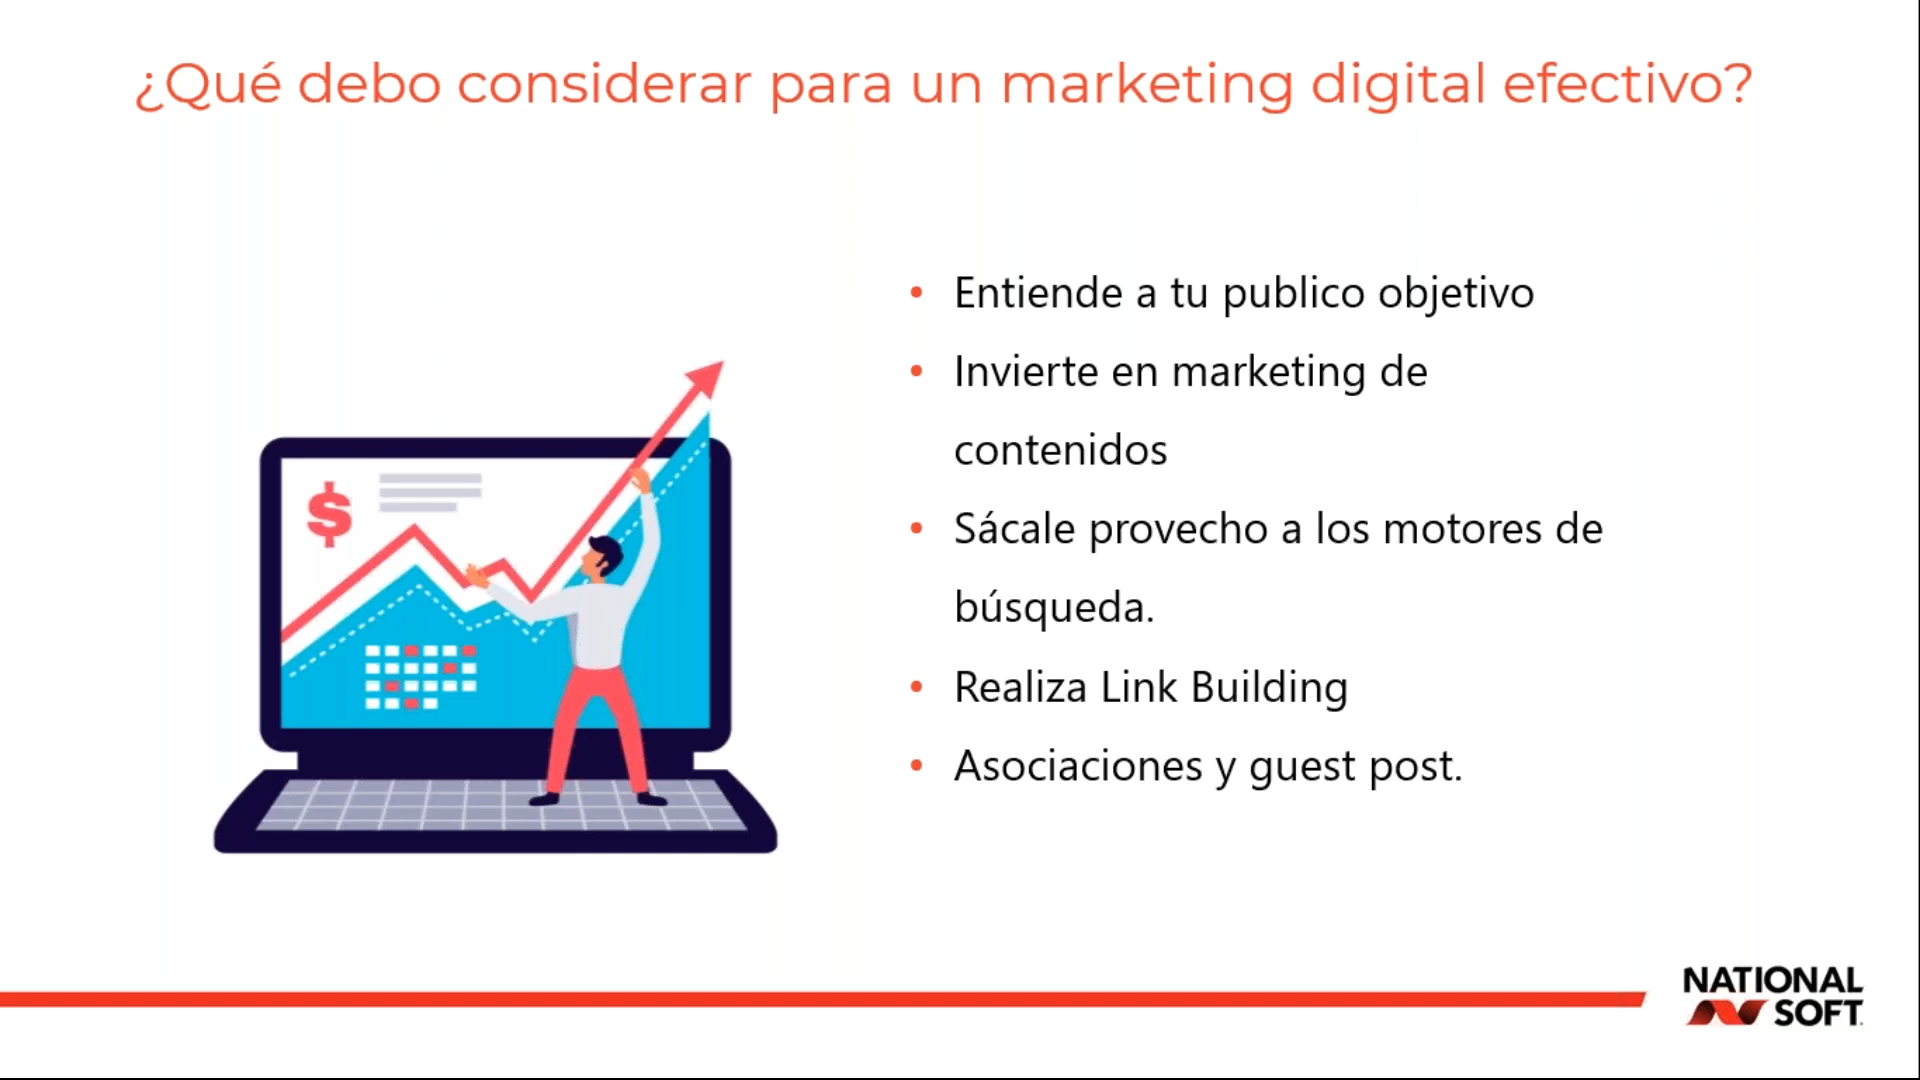 ¿Qué debo considerar para un marketing digital efectivo?
• Entiende a tu publico objetivo
• Invierte en marketing de
contenidos
• Sácale provecho a los motores de
búsqueda.
• Realiza Link Building
• Asociaciones y guest post.
$
NATIONAL
SOFT